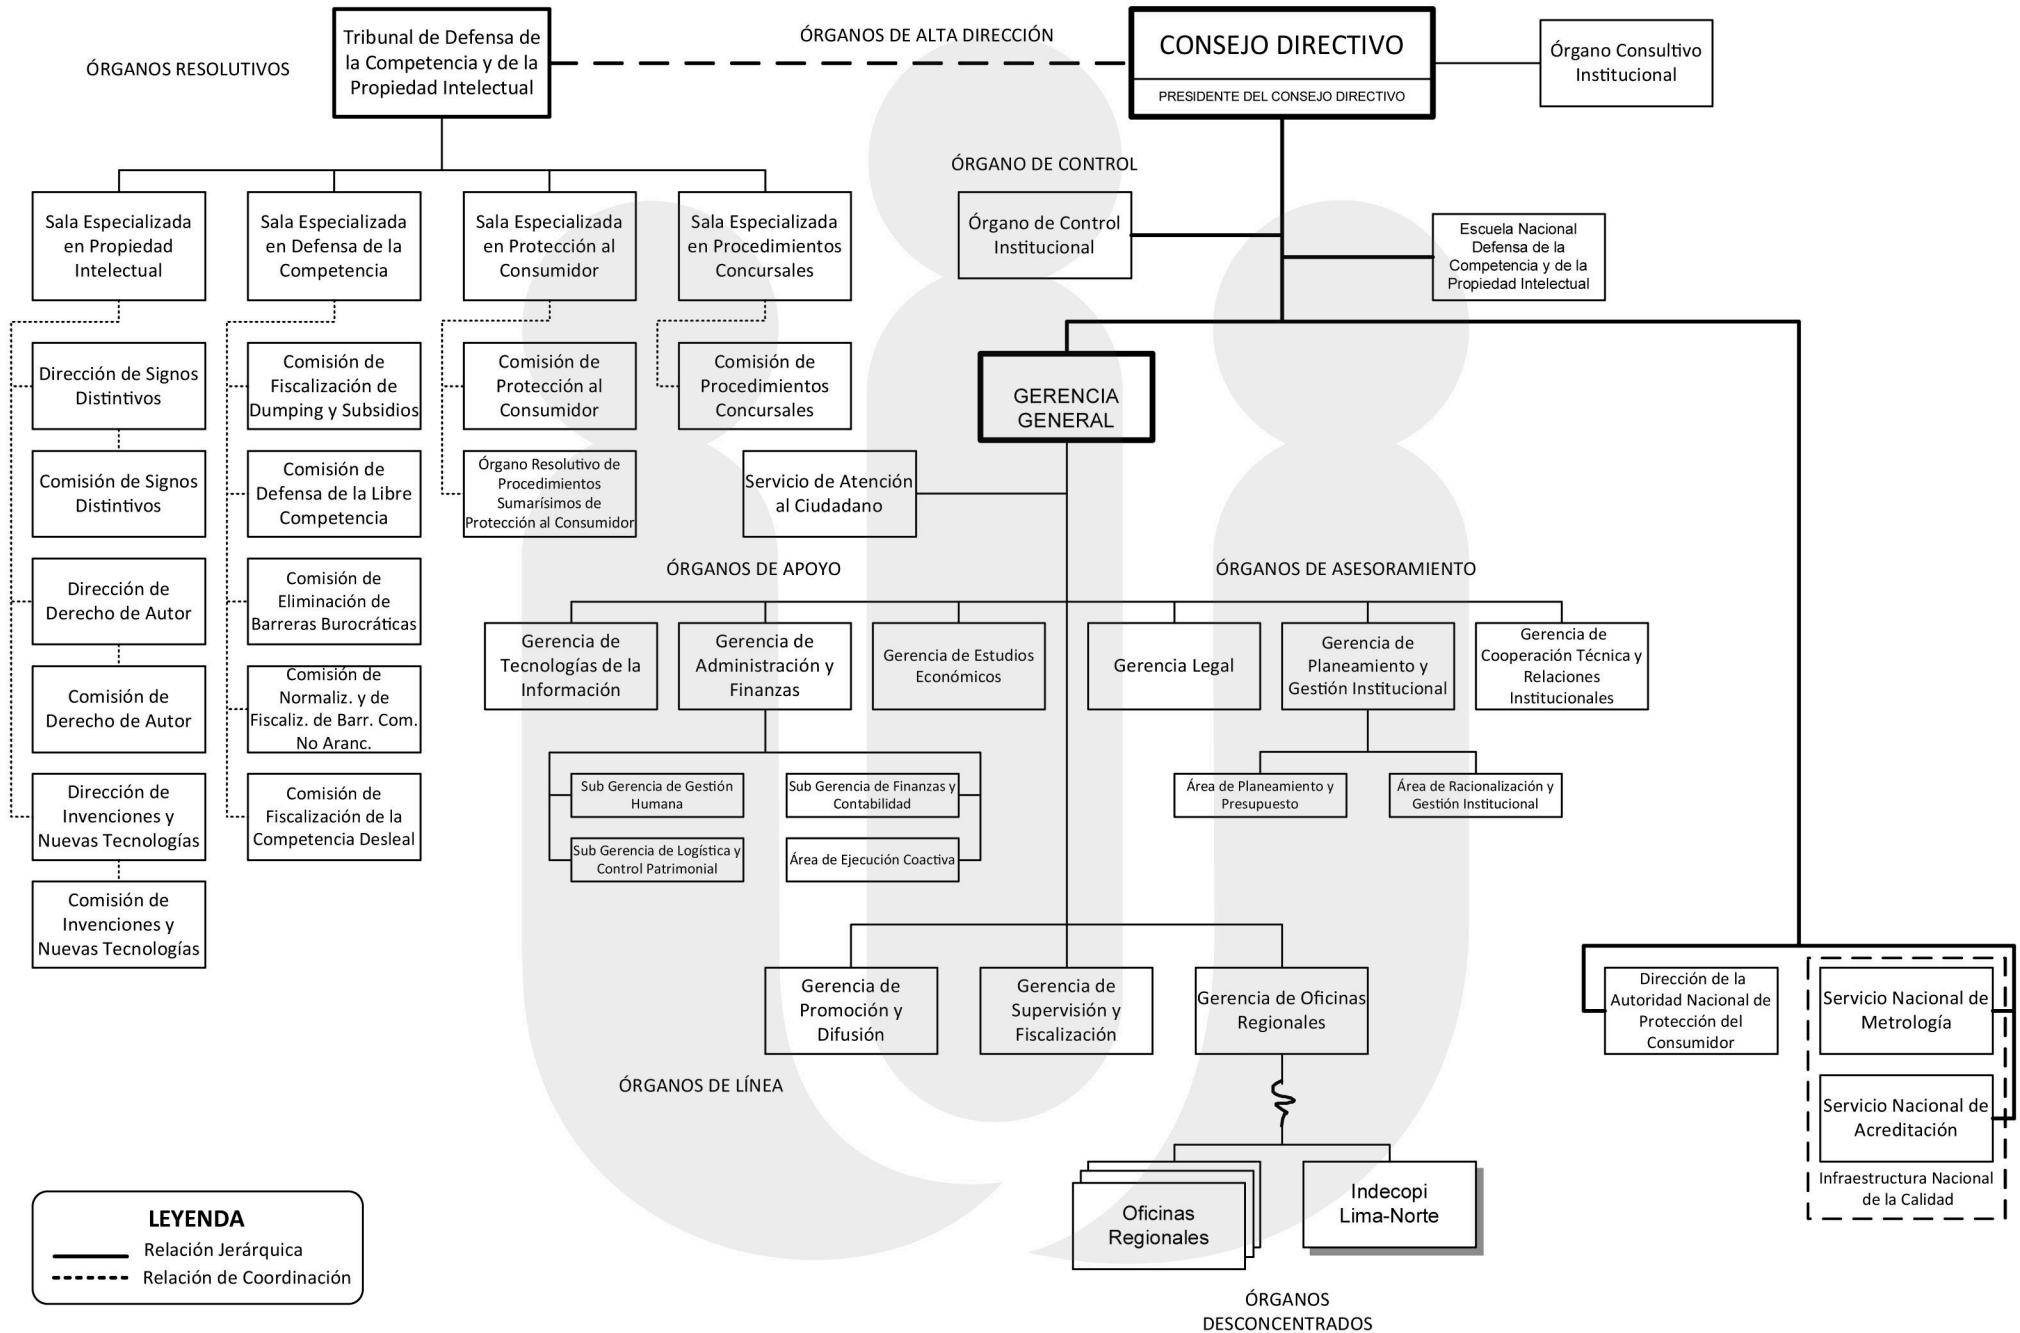 ÓRGANOS RESOLUTIVOS
Tribunal de Defensa de
la Competencia y de la
Propiedad Intelectual
ÓRGANOS DE ALTA DIRECCIÓN
CONSEJO DIRECTIVO
PRESIDENTE DEL CONSEJO DIRECTIVO
Órgano Consultivo
Institucional
ÓRGANO DE CONTROL
Órgano de Control
Institucional
Escuela Nacional
Defensa de la
Competencia y de la
Propiedad Intelectual
Sala Especializada
en Propiedad
Intelectual
Sala Especializada
en Defensa de la
Competencia
Sala Especializada
en Protección al
Consumidor
Sala Especializada
en Procedimientos
Concursales
Dirección de Signos
Distintivos
Comisión de Signos
Distintivos
Dirección de
Derecho de Autor
Comisión de
Derecho de Autor
Dirección de
Invenciones y
Nuevas Tecnologías
Comisión de
Invenciones y
Nuevas Tecnologías
Comisión de
Fiscalización de
Dumping y Subsidios
Comisión de
Defensa de la Libre
Competencia
Comisión de
Eliminación de
Barreras Burocráticas
Comisión de
Normaliz. y de
Fiscaliz. de Barr. Com.
No Aranc.
Comisión de
Fiscalización de la
Competencia Desleal
Comisión de
Protección al
Consumidor
Órgano Resolutivo de
Procedimientos
Sumarísimos de
Protección al Consumidor
Comisión de
Procedimientos
Concursales
GERENCIA
GENERAL
Servicio de Atención
al Ciudadano
ÓRGANOS DE APOYO
ÓRGANOS DE ASESORAMIENTO
Gerencia de
Tecnologías de la
Información
Gerencia de
Administración y
Finanzas
Gerencia de Estudios
Económicos
Gerencia Legal
Gerencia de
Planeamiento y
Gestión Institucional
Gerencia de
Cooperación Técnica y
Relaciones
Institucionales
Sub Gerencia de Gestión
Humana
Sub Gerencia de Finanzas y
Contabilidad
Sub Gerencia de Logística y
Control Patrimonial
Área de Ejecución Coactiva
Área de Planeamiento y
Presupuesto
Área de Racionalización y
Gestión Institucional
Gerencia de
Promoción y
Difusión
Gerencia de
Supervisión y
Fiscalización
Gerencia de Oficinas
Regionales
ÓRGANOS DE LÍNEA
Dirección de la
Autoridad Nacional de
Protección del
Consumidor
Servicio Nacional de
Metrología
Servicio Nacional de
Acreditación
Infraestructura Nacional
de la Calidad
Oficinas
Regionales
Indecopi
Lima-Norte
ÓRGANOS
DESCONCENTRADOS
LEYENDA
Relación Jerárquica
Relación de Coordinación